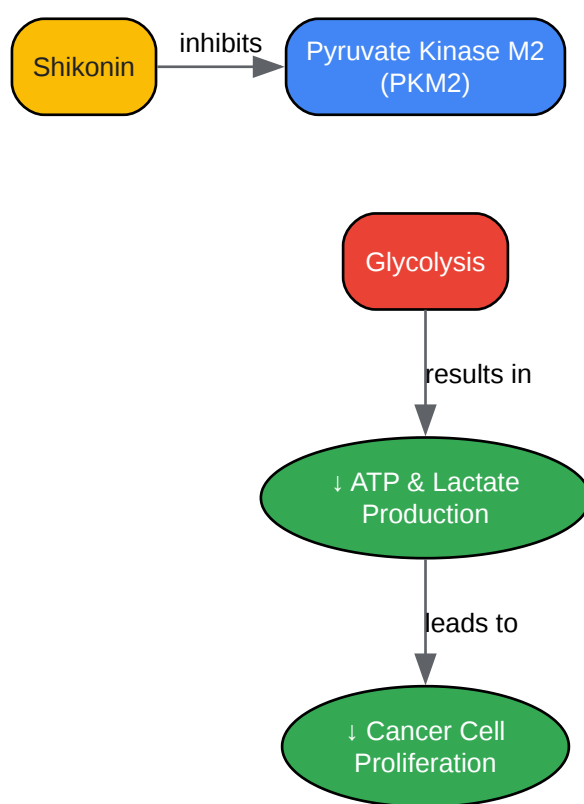 Shikonin
inhibits
Pyruvate Kinase M2
(PKM2)
Glycolysis
results in
↓ ATP & Lactate
Production
leads to
↓ Cancer Cell
Proliferation